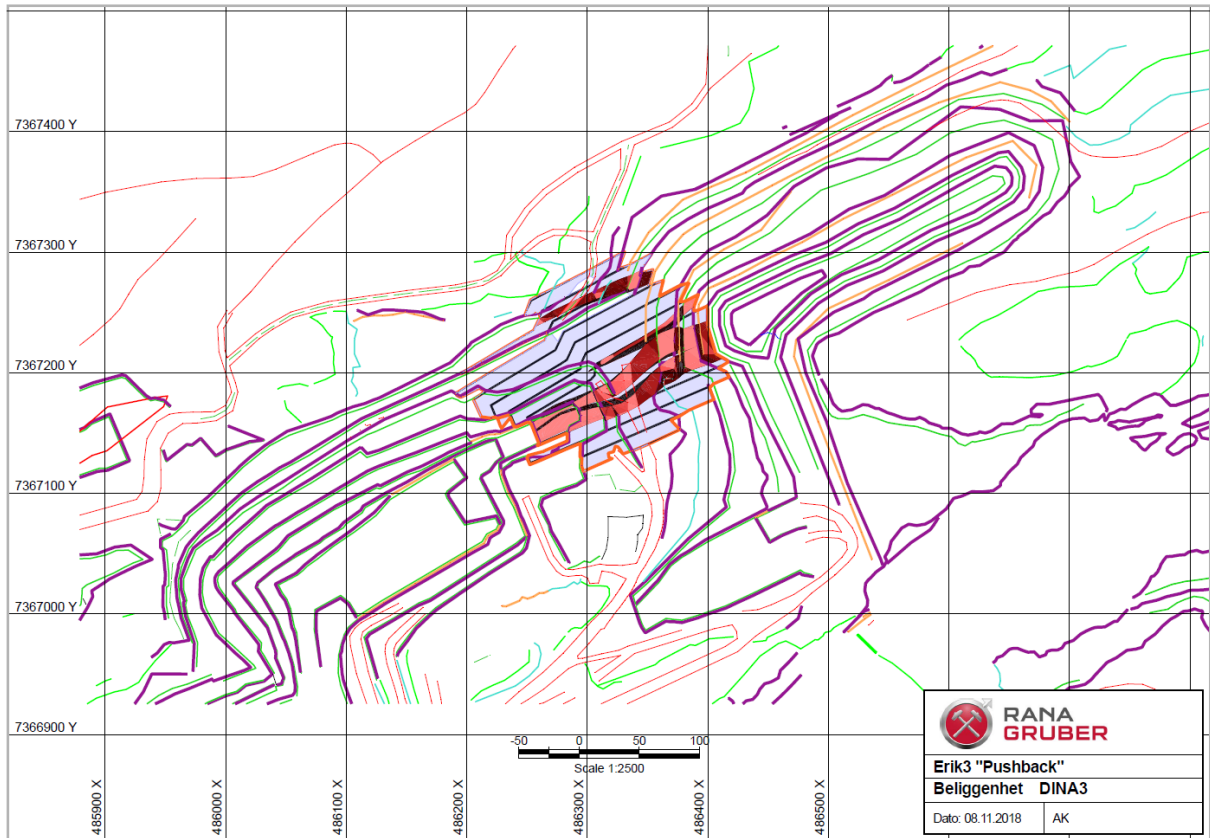 7367400 Y
7367300 Y
7367200 Y
7367100 Y
7367000 Y
7366900 Y
485900 X
486000 X
486100 X
486200 X
486300 X
486400 X
486500 X
-50 0 50 100
Scale 1:2500
RANA
GRUBER
Erik3 "Pushback"
Beliggenhet DINA3
Dato: 08.11.2018 AK